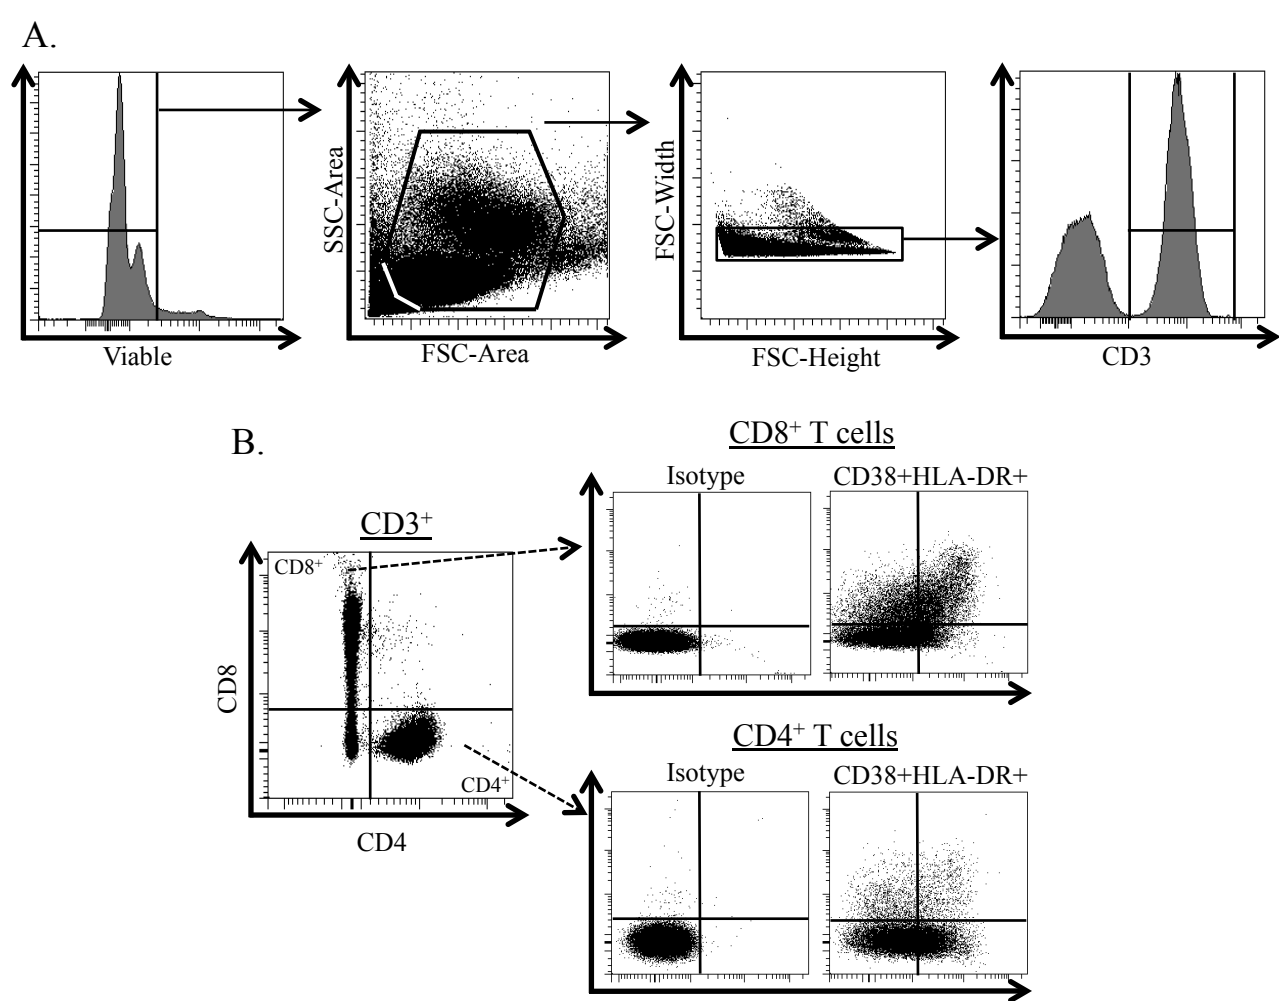 A.
Viable
SSC-Area
FSC-Area
FSC-Width
FSC-Height
CD3
B.
CD3⁺
CD8⁺
CD8
CD4⁺
CD4
CD8⁺ T cells
Isotype
CD38+HLA-DR+
CD4⁺ T cells
Isotype
CD38+HLA-DR+